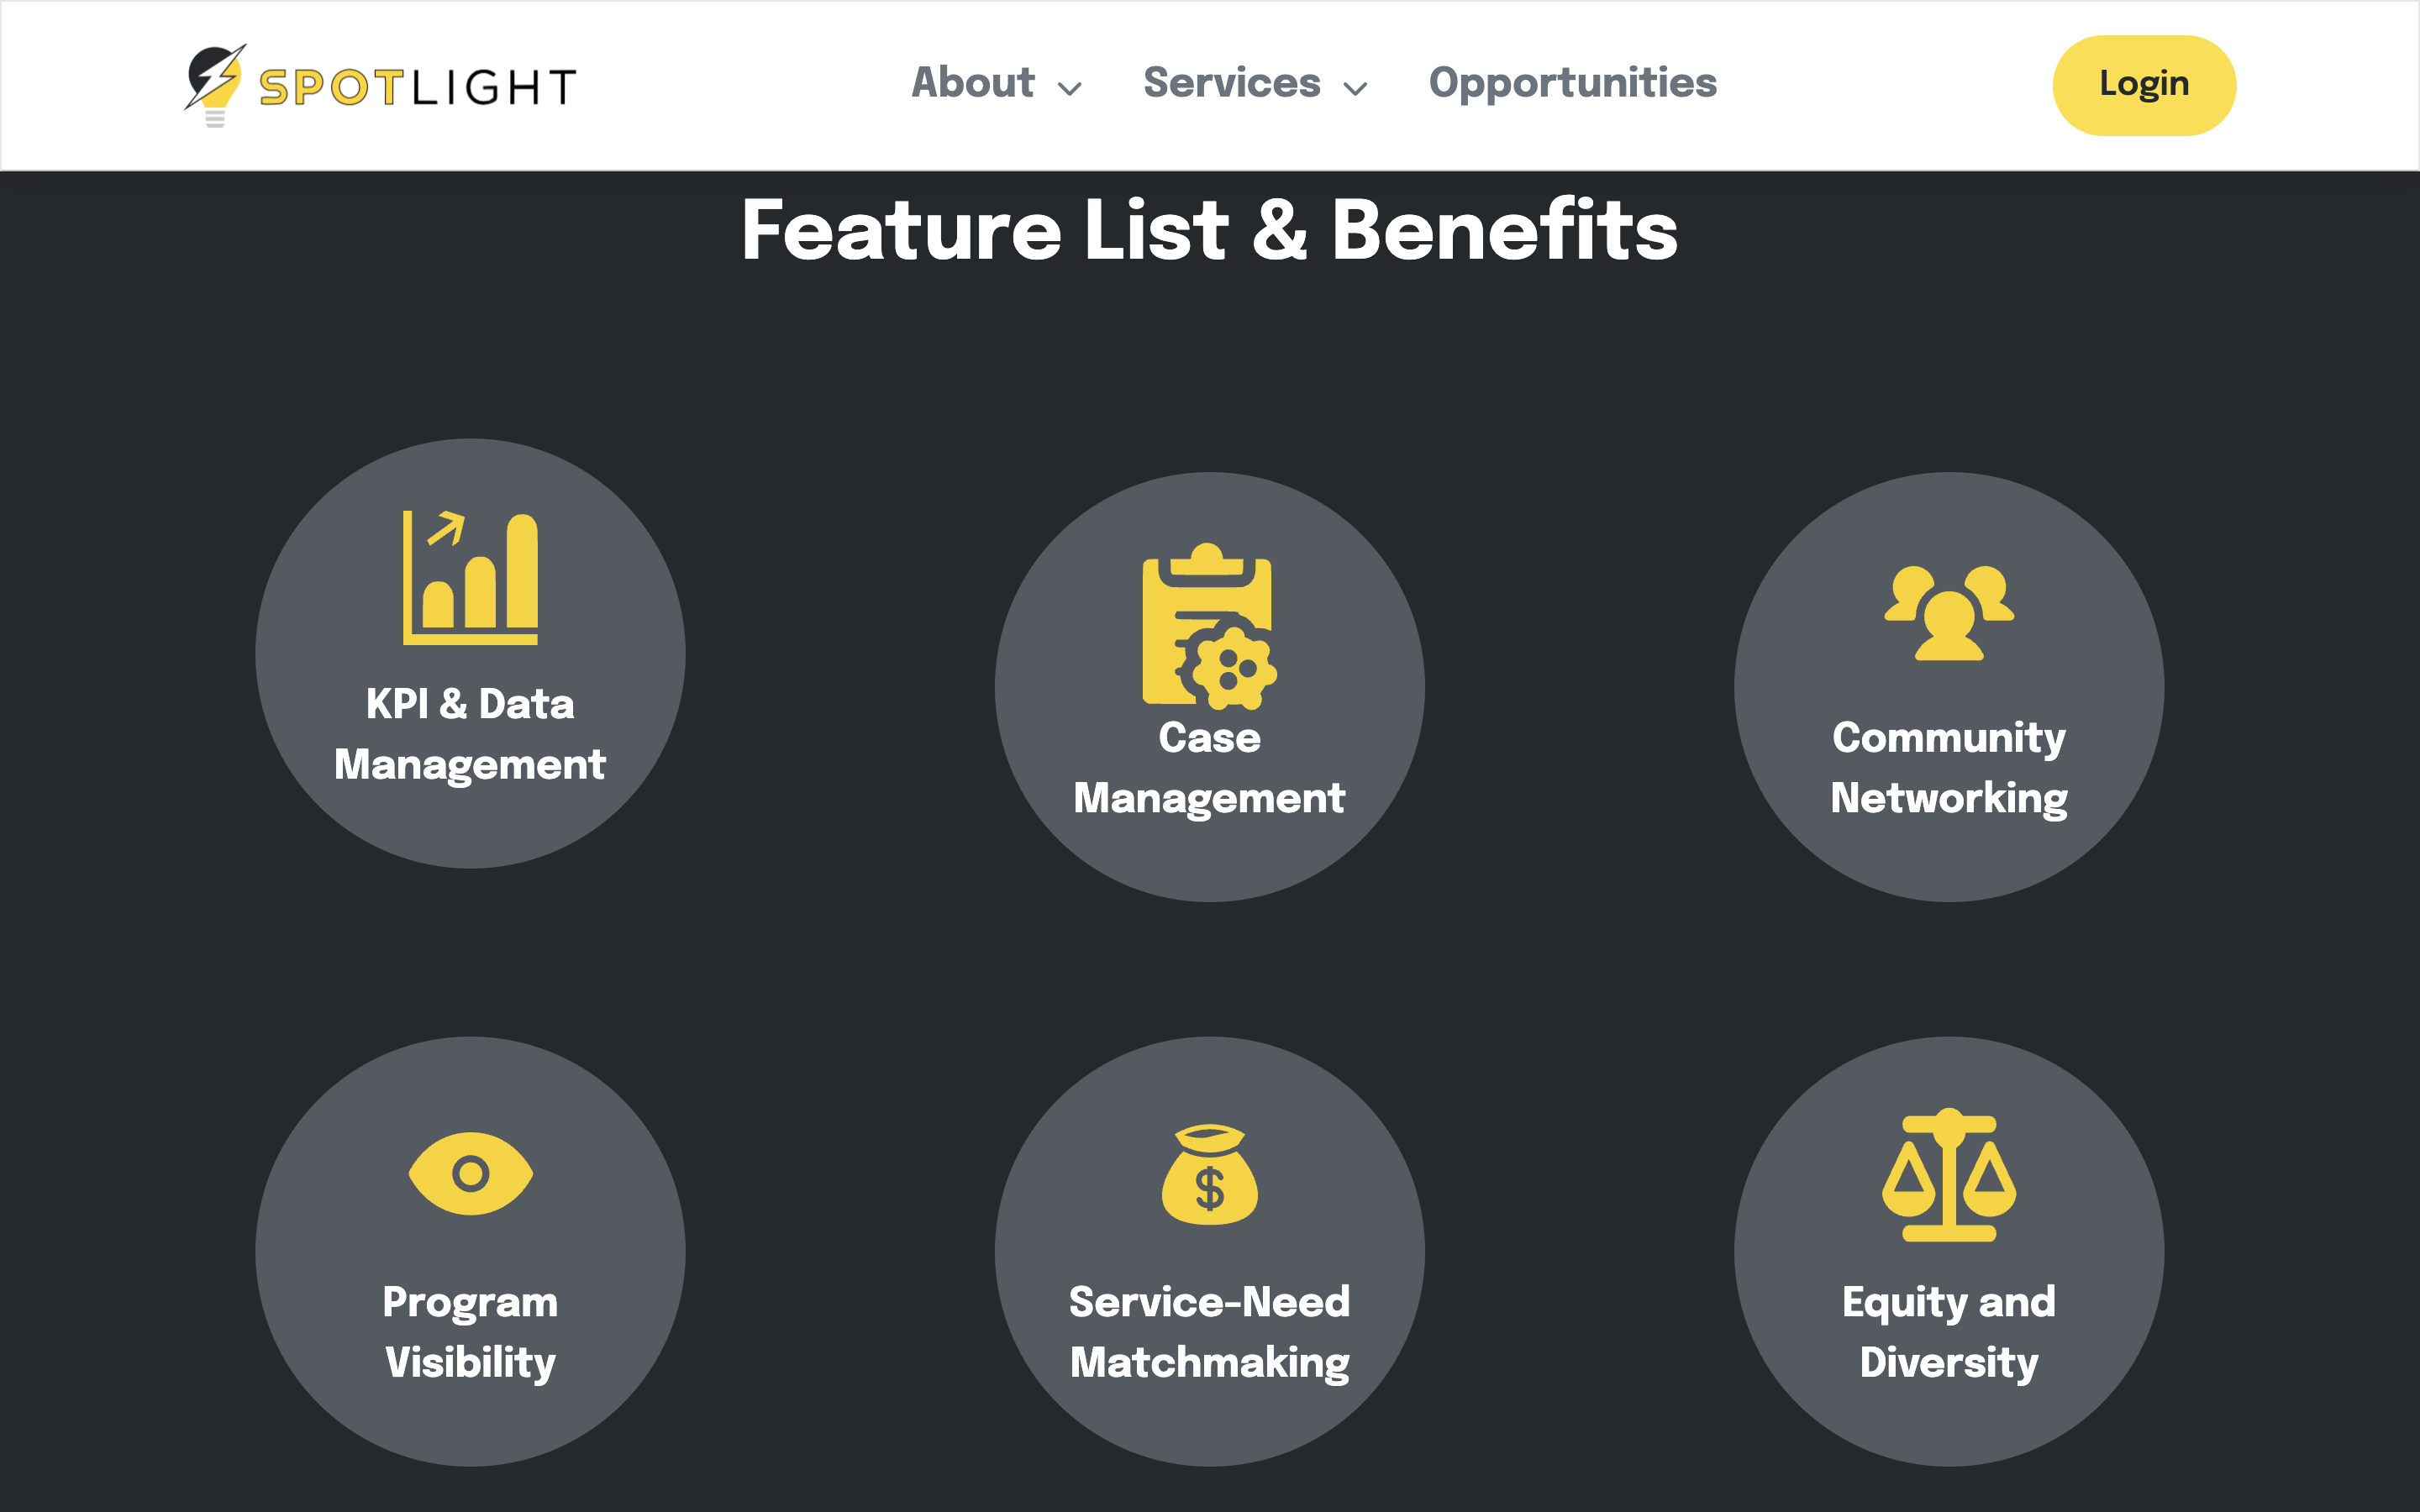 SPOTLIGHT
About
Services
Opportunities
Login
Feature List & Benefits
KPI & Data
Management
Case
Management
Community
Networking
Program
Visibility
$
Service-Need
Matchmaking
Equity and
Diversity